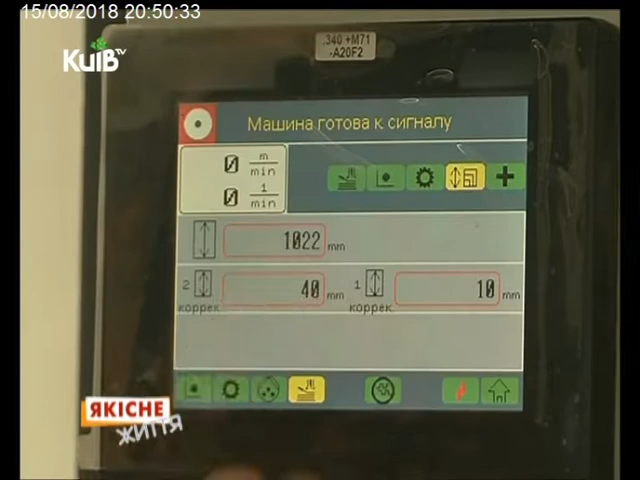 15/08/2018 20:50:33
КиїВ TV
.340 +M71
-A20F2
Машина готова к сигналу
0 m/min
0 1/min
1022 mm
2 40 mm 1 10 mm
коррек. коррек.
ЯКІСНЕ
ЖИТТЯ